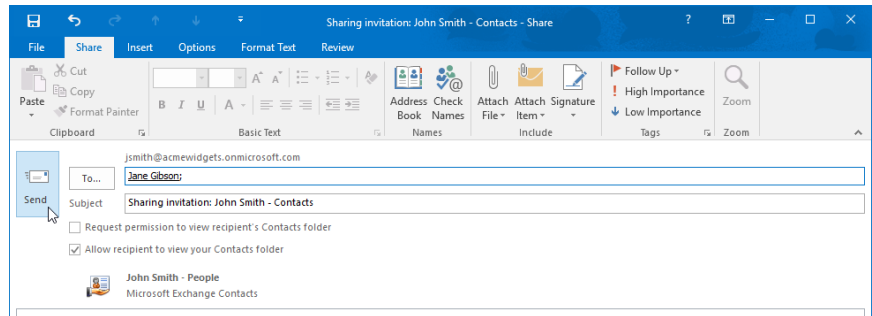 Sharing invitation: John Smith - Contacts - Share ?
File Share Insert Options Format Text Review
Paste
Cut
Copy
Format Painter
Clipboard
A A
B I U A
Basic Text
Address Book
Check Names
Names
Attach File
Attach Item
Signature
Include
Follow Up
High Importance
Low Importance
Tags
Zoom
Zoom
Send
jsmith@acmewidgets.onmicrosoft.com
To... Jane Gibson;
Subject Sharing invitation: John Smith - Contacts
Request permission to view recipient's Contacts folder
Allow recipient to view your Contacts folder
John Smith - People
Microsoft Exchange Contacts